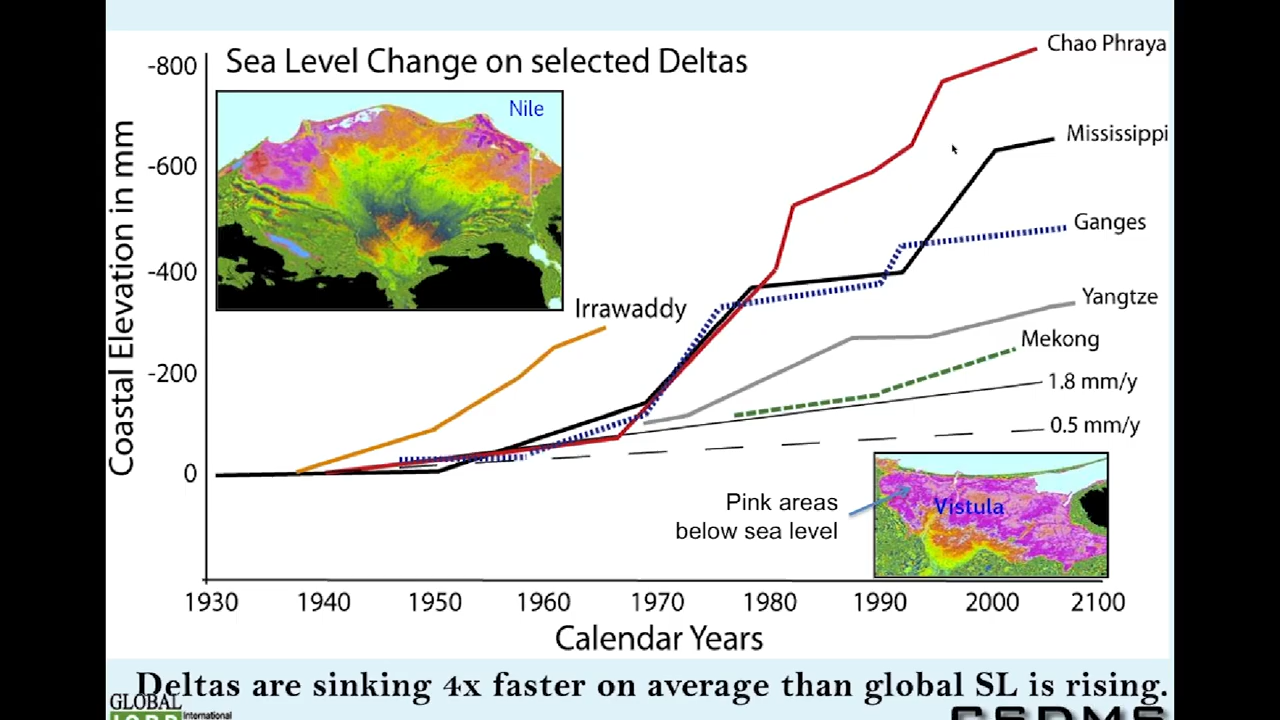 Sea Level Change on selected Deltas
Coastal Elevation in mm
-800
-600
-400
-200
0
Nile
Chao Phraya
Mississippi
Ganges
Irrawaddy
Yangtze
Mekong
1.8 mm/y
0.5 mm/y
Pink areas
below sea level
Vistula
1930 1940 1950 1960 1970 1980 1990 2000 2100
Calendar Years
Deltas are sinking 4x faster on average than global SL is rising.
GLOBAL
International